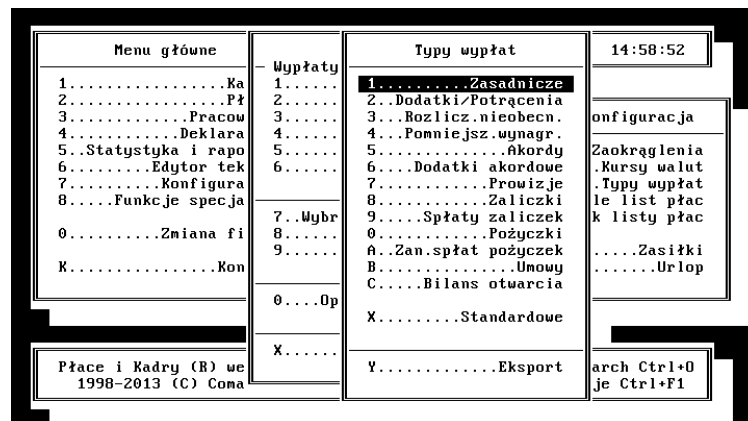 Menu główne
1.................Ka
2.................Pł
3............Pracow
4...........Deklara
5..Statystyka i rapo
6.........Edytor tek
7..........Konfigura
8.....Funkcje specja
0..........Zmiana fi
K................Kon
Wypłaty
1......
2......
3......
4......
5......
6......
7..Wybr
8......
9......
0....Op
X......
Typy wypłat
1..........Zasadnicze
2..Dodatki/Potrącenia
3...Rozlicz.nieobecn.
4...Pomniejsz.wynagr.
5..............Akordy
6....Dodatki akordowe
7............Prowizje
8............Zaliczki
9.....Spłaty zaliczek
0............Pożyczki
A..Zan.spłat pożyczek
B...............Umowy
C.....Bilans otwarcia
X.........Standardowe
Y.............Eksport
14:58:52
onfiguracja
Zaokrąglenia
.Kursy walut
.Typy wypłat
le list płac
k listy płac
.....Zasiłki
.......Urlop
Płace i Kadry (R) we
1998-2013 (C) Coma
arch Ctrl+O
je Ctrl+F1